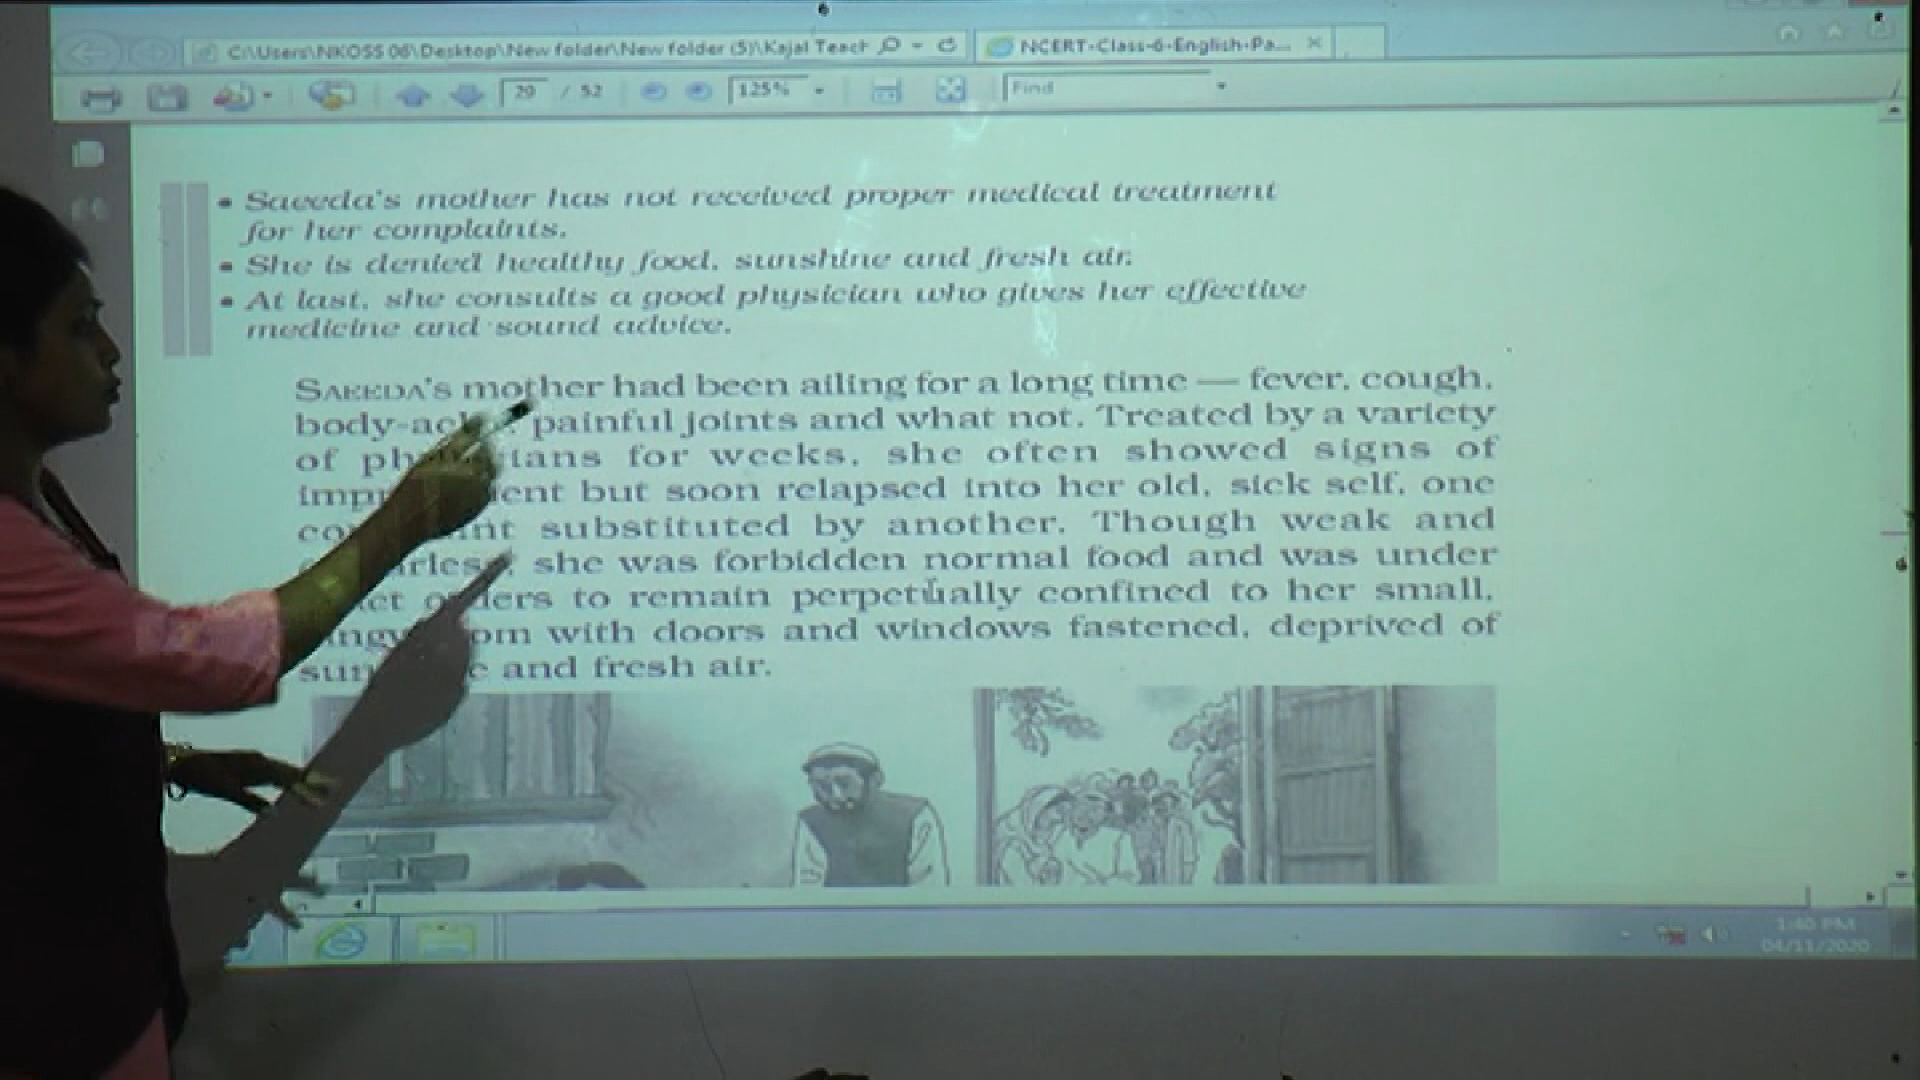 C:\Users\NKOSS 06\Desktop\New folder\New folder (5)\Kajal Teach
NCERT-Class-6-English-Pa...
29 / 52 125% Find
• Saeeda's mother has not received proper medical treatment
for her complaints.
• She is denied healthy food, sunshine and fresh air.
• At last, she consults a good physician who gives her effective
medicine and sound advice.
SAEEDA'S mother had been ailing for a long time — fever, cough,
painful joints and what not. Treated by a variety
of for weeks, she often showed signs of
but soon relapsed into her old, sick self, one
substituted by another. Though weak and
she was forbidden normal food and was under
to remain perpetually confined to her small,
with doors and windows fastened, deprived of
and fresh air.
1:40 PM
04/11/2020